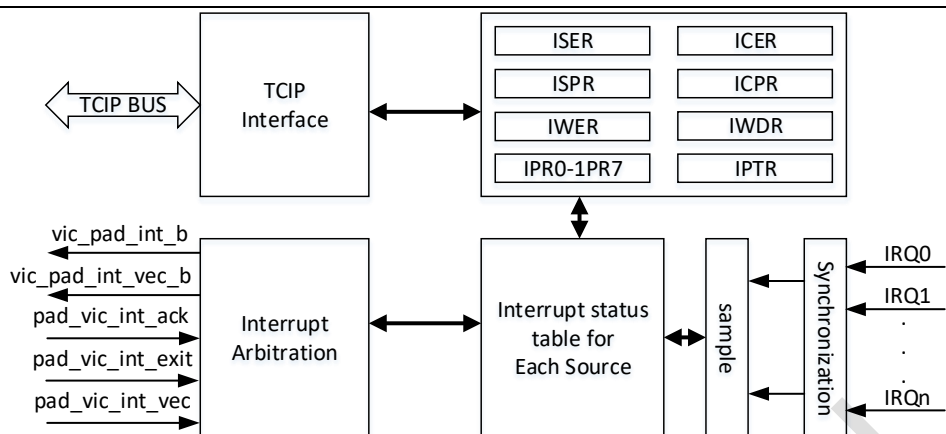 TCIP BUS
TCIP
Interface
ISER
ICER
ISPR
ICPR
IWER
IWDR
IPR0-1PR7
IPTR
vic_pad_int_b
vic_pad_int_vec_b
pad_vic_int_ack
pad_vic_int_exit
pad_vic_int_vec
Interrupt
Arbitration
Interrupt status
table for
Each Source
sample
Synchronization
IRQ0
IRQ1
.
.
.
IRQn